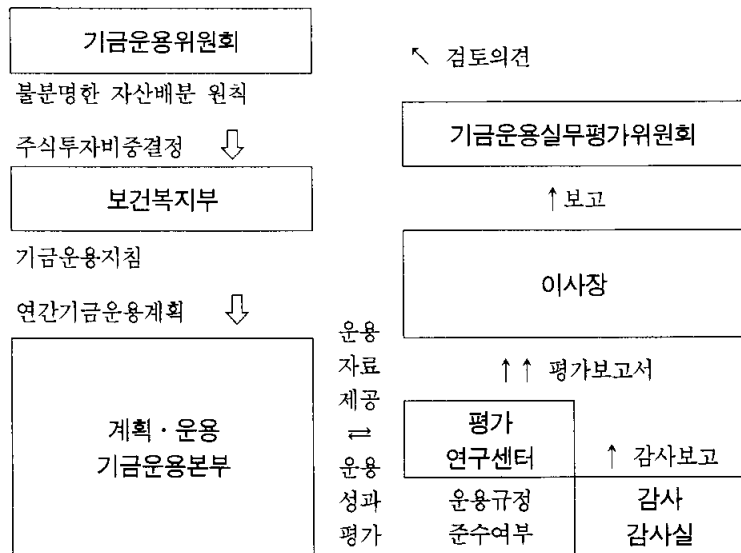 기금운용위원회
불분명한 자산배분 원칙
주식투자비중결정 ⇩
보건복지부
기금운용지침
연간기금운용계획 ⇩
계획 · 운용
기금운용본부
운용
자료
제공
⇄
운용
성과
평가
↖ 검토의견
기금운용실무평가위원회
↑보고
이사장
↑↑ 평가보고서
평가
연구센터
↑감사보고
운용규정
준수여부
감사
감사실